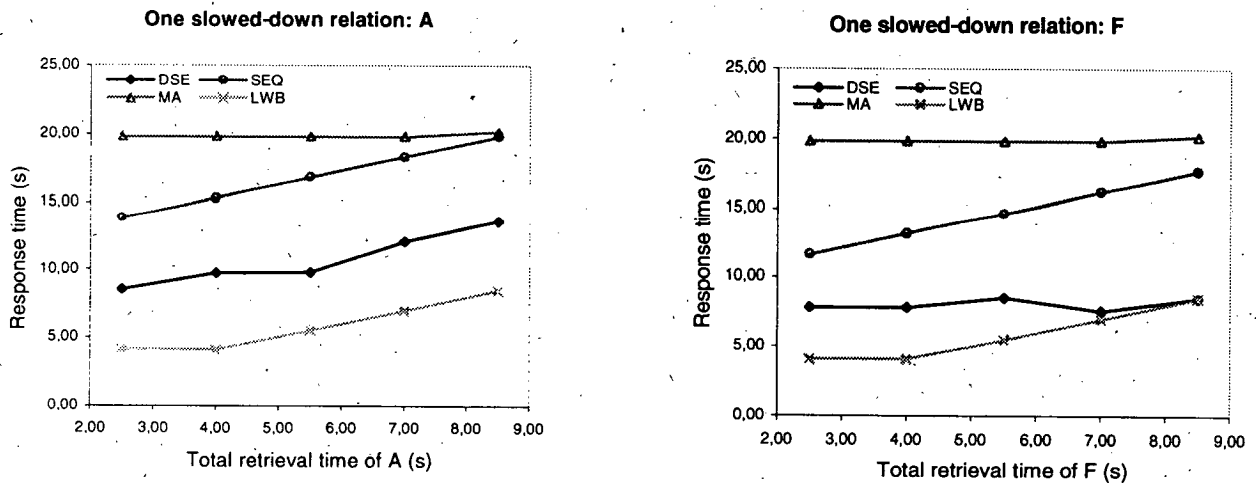 One slowed-down relation: A
25,00
20,00
15,00
10,00
5,00
0,00
Response time (s)
DSE SEQ
MA LWB
2,00 3,00 4,00 5,00 6,00 7,00 8,00 9,00
Total retrieval time of A (s)
One slowed-down relation: F
25,00
20,00
15,00
10,00
5,00
0,00
Response time (s)
DSE SEQ
MA LWB
2,00 3,00 4,00 5,00 6,00 7,00 8,00 9,00
Total retrieval time of F (s)